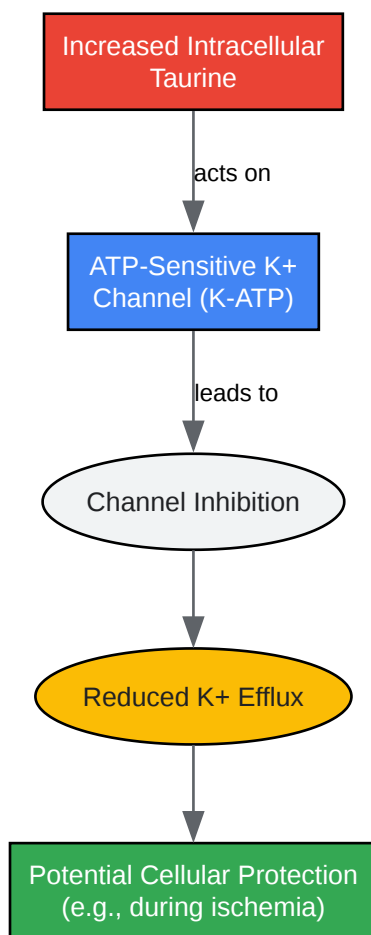 Increased Intracellular
Taurine
acts on
ATP-Sensitive K+
Channel (K-ATP)
leads to
Channel Inhibition
Reduced K+ Efflux
Potential Cellular Protection
(e.g., during ischemia)